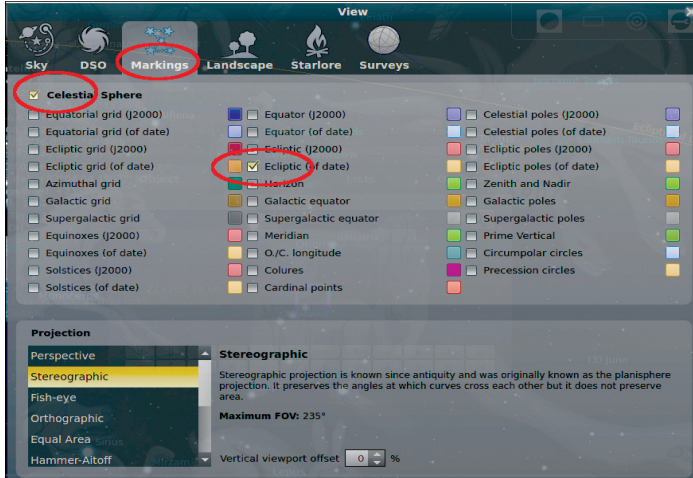 View
Sky DSO Markings Landscape Starlore Surveys
Celestial Sphere
Equatorial grid (J2000) Equator (J2000) Celestial poles (J2000)
Equatorial grid (of date) Equator (of date) Celestial poles (of date)
Ecliptic grid (J2000) Ecliptic (J2000) Ecliptic poles (J2000)
Ecliptic grid (of date) Ecliptic (of date) Ecliptic poles (of date)
Azimuthal grid Horizon Zenith and Nadir
Galactic grid Galactic equator Galactic poles
Supergalactic grid Supergalactic equator Supergalactic poles
Equinoxes (J2000) Meridian Prime Vertical
Equinoxes (of date) O./C. longitude Circumpolar circles
Solstices (J2000) Colures Precession circles
Solstices (of date) Cardinal points
Projection
Perspective
Stereographic
Fish-eye
Orthographic
Equal Area
Hammer-Aitoff
Stereographic
Stereographic projection is known since antiquity and was originally known as the planisphere
projection. It preserves the angles at which curves cross each other but it does not preserve
area.
Maximum FOV: 235°
Vertical viewport offset 0 %
Sirius
Mirzam
Lepus